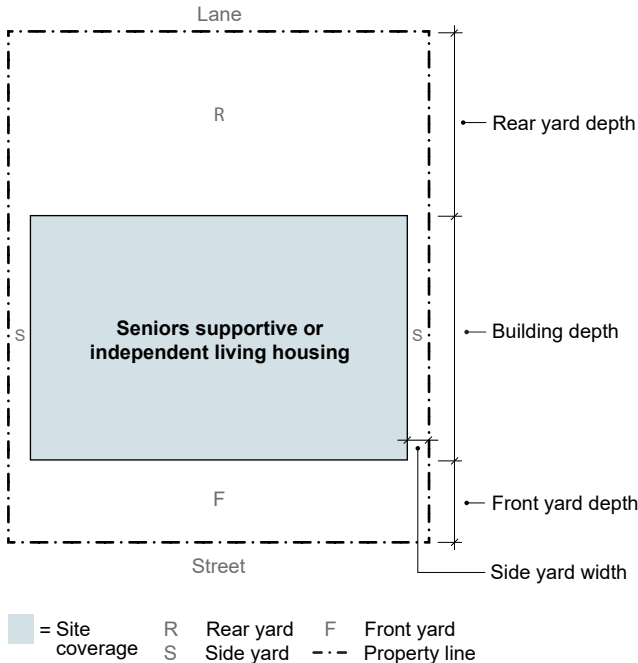 Lane
R
Rear yard depth
Seniors supportive or
independent living housing
S
S
Building depth
F
Front yard depth
Street
Side yard width
= Site
coverage
R Rear yard
F Front yard
S Side yard
Property line